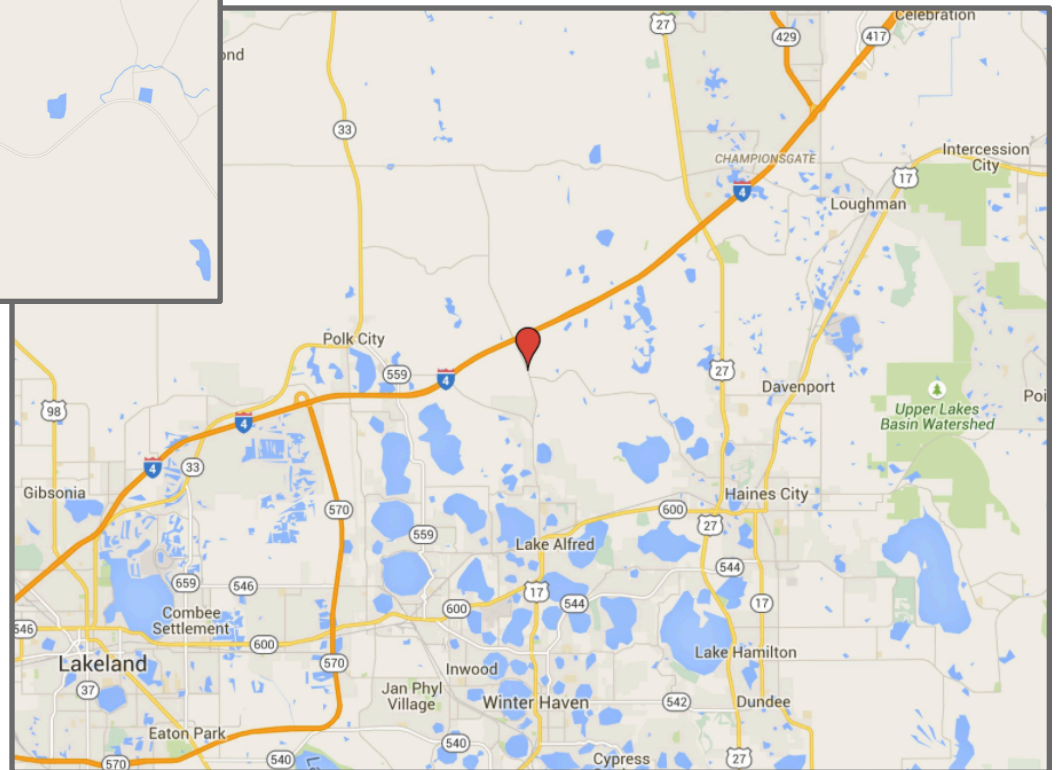 Celebration
27
429
417
ond
33
CHAMPIONSGATE
Intercession
City
17
4
Loughman
Polk City
559
4
27
Davenport
98
4
Upper Lakes
Basin Watershed
Poi
4
33
Gibsonia
570
600
Haines City
27
559
Lake Alfred
544
659
546
17
544
17
Combee
Settlement
600
546
600
Lakeland
570
Inwood
Lake Hamilton
37
Jan Phyl
Village
Winter Haven
542
Dundee
Eaton Park
540
540
570
La
Cypress
27